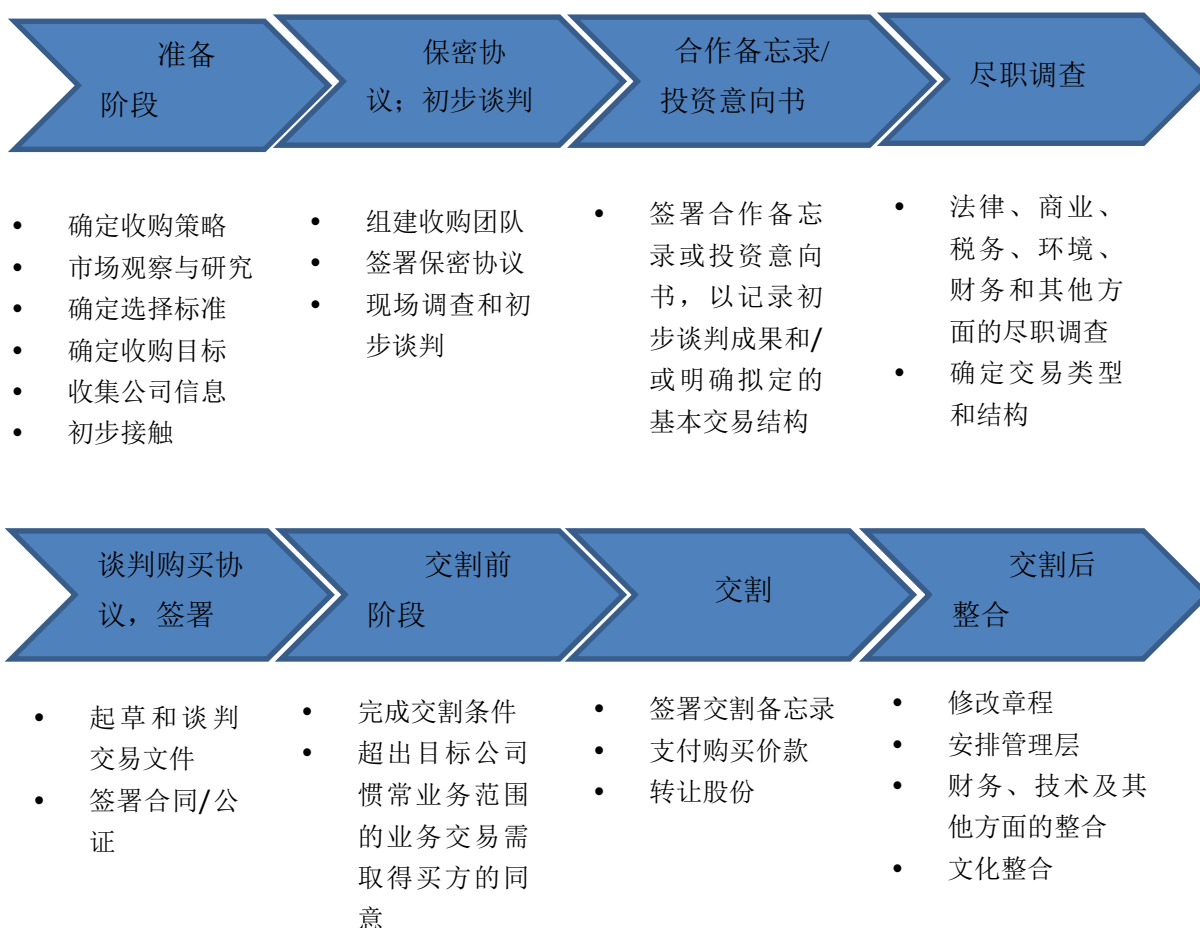 准备
阶段
保密协
议；初步谈判
合作备忘录/
投资意向书
尽职调查
• 确定收购策略
• 市场观察与研究
• 确定选择标准
• 确定收购目标
• 收集公司信息
• 初步接触
• 组建收购团队
• 签署保密协议
• 现场调查和初
步谈判
• 签署合作备忘
录或投资意向
书，以记录初
步谈判成果和/
或明确拟定的
基本交易结构
• 法律、商业、
税务、环境、
财务和其他方
面的尽职调查
• 确定交易类型
和结构
谈判购买协
议，签署
交割前
阶段
交割
交割后
整合
• 起草和谈判
交易文件
• 签署合同/公
证
• 完成交割条件
• 超出目标公司
惯常业务范围
的业务交易需
取得买方的同
意
• 签署交割备忘录
• 支付购买价款
• 转让股份
• 修改章程
• 安排管理层
• 财务、技术及其
他方面的整合
• 文化整合